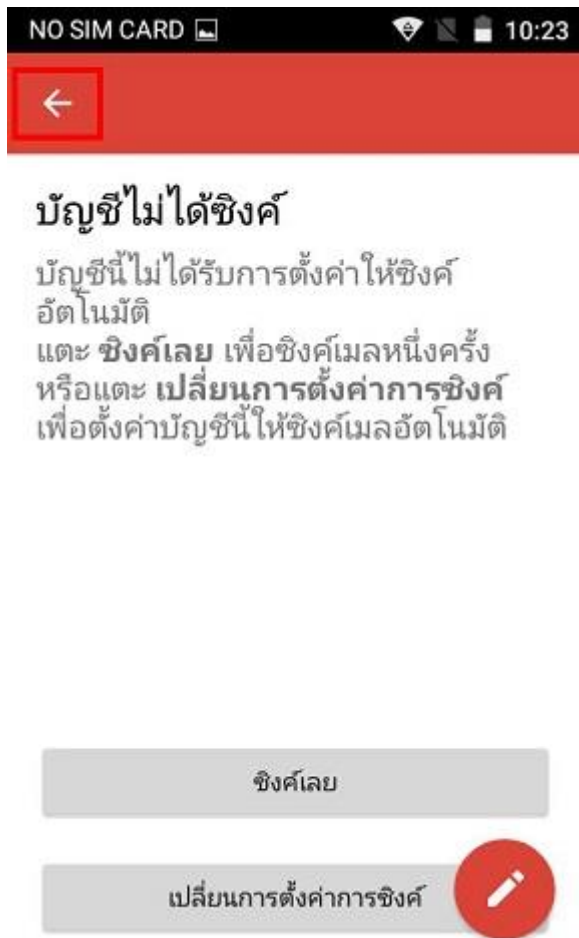 NO SIM CARD 10:23
บัญชีไม่ได้ซิงค์
บัญชีนี้ไม่ได้รับการตั้งค่าให้ซิงค์
อัตโนมัติ
แตะ ซิงค์เลย เพื่อซิงค์เมลหนึ่งครั้ง
หรือแตะ เปลี่ยนการตั้งค่าการซิงค์
เพื่อตั้งค่าบัญชีนี้ให้ซิงค์เมลอัตโนมัติ
ซิงค์เลย
เปลี่ยนการตั้งค่าการซิงค์